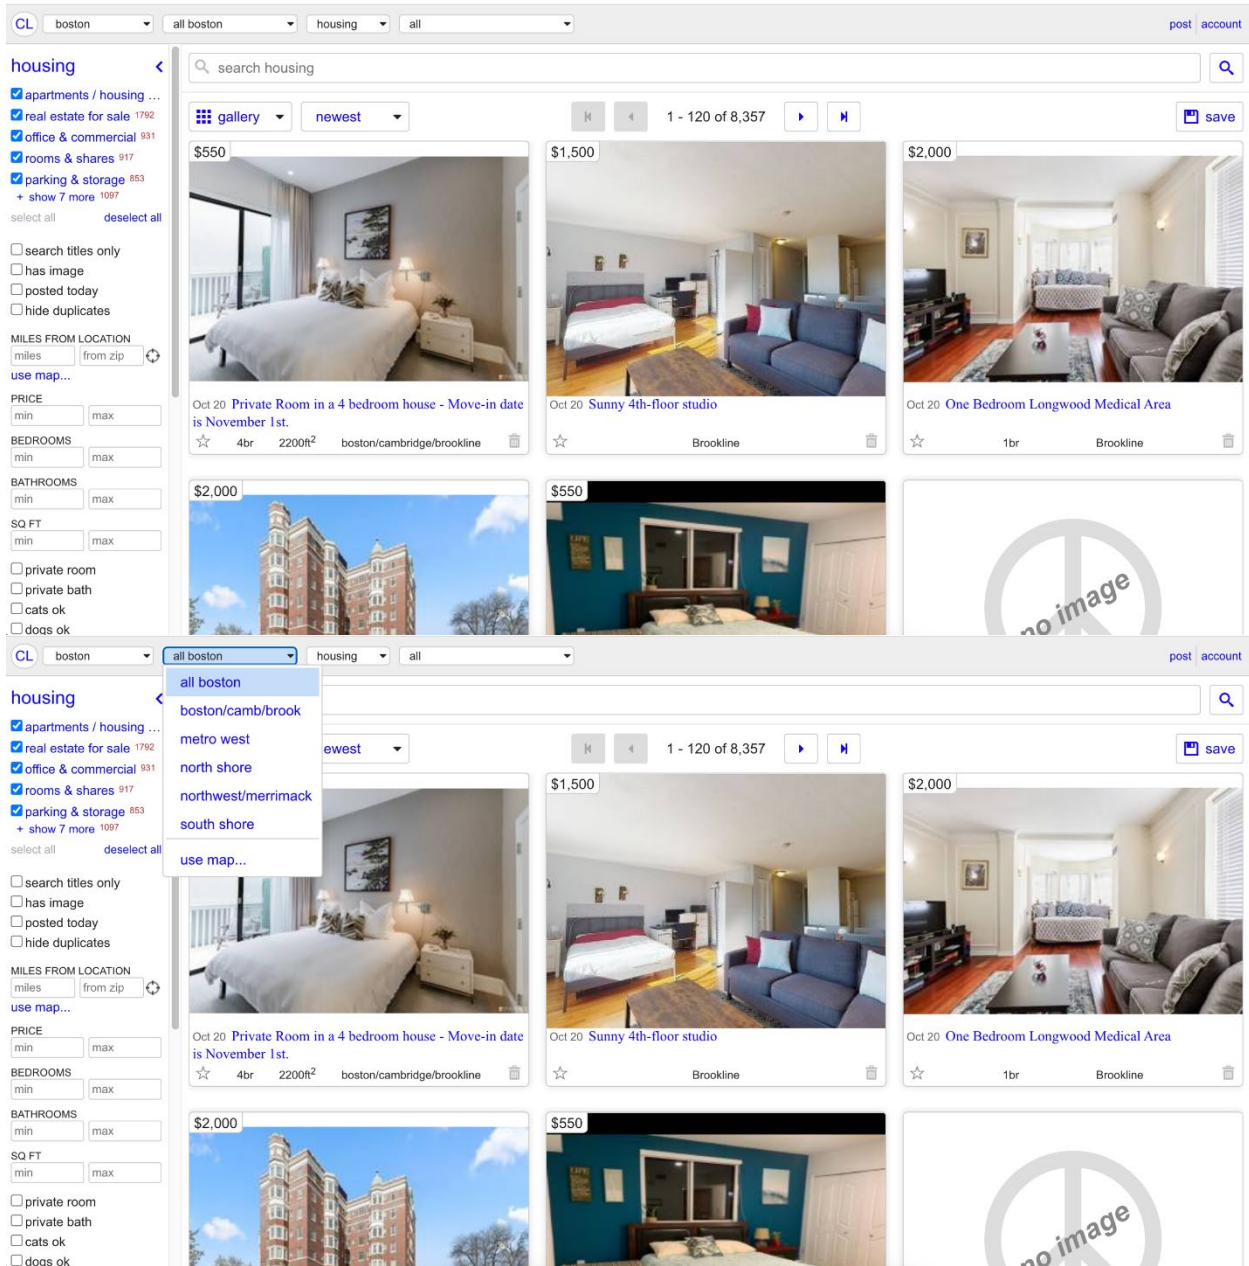 CL boston all boston housing all post account
housing
search housing
apartments / housing ...
real estate for sale 1792
office & commercial 931
rooms & shares 917
parking & storage 853
+ show 7 more 1097
select all deselect all
search titles only
has image
posted today
hide duplicates
MILES FROM LOCATION
miles from zip
use map...
PRICE
min max
BEDROOMS
min max
BATHROOMS
min max
SQ FT
min max
private room
private bath
cats ok
dogs ok
gallery newest 1 - 120 of 8,357 save
$550
Oct 20 Private Room in a 4 bedroom house - Move-in date
is November 1st.
4br 2200ft2 boston/cambridge/brookline
$1,500
Oct 20 Sunny 4th-floor studio
Brookline
$2,000
Oct 20 One Bedroom Longwood Medical Area
1br Brookline
$2,000
$550
no image
CL boston all boston housing all post account
all boston
boston/camb/brook
metro west
north shore
northwest/merrimack
south shore
use map...
housing
apartments / housing ...
real estate for sale 1792
office & commercial 931
rooms & shares 917
parking & storage 853
+ show 7 more 1097
select all deselect all
search titles only
has image
posted today
hide duplicates
MILES FROM LOCATION
miles from zip
use map...
PRICE
min max
BEDROOMS
min max
BATHROOMS
min max
SQ FT
min max
private room
private bath
cats ok
dogs ok
ewest 1 - 120 of 8,357 save
Oct 20 Private Room in a 4 bedroom house - Move-in date
is November 1st.
4br 2200ft2 boston/cambridge/brookline
$1,500
Oct 20 Sunny 4th-floor studio
Brookline
$2,000
Oct 20 One Bedroom Longwood Medical Area
1br Brookline
$2,000
$550
no image